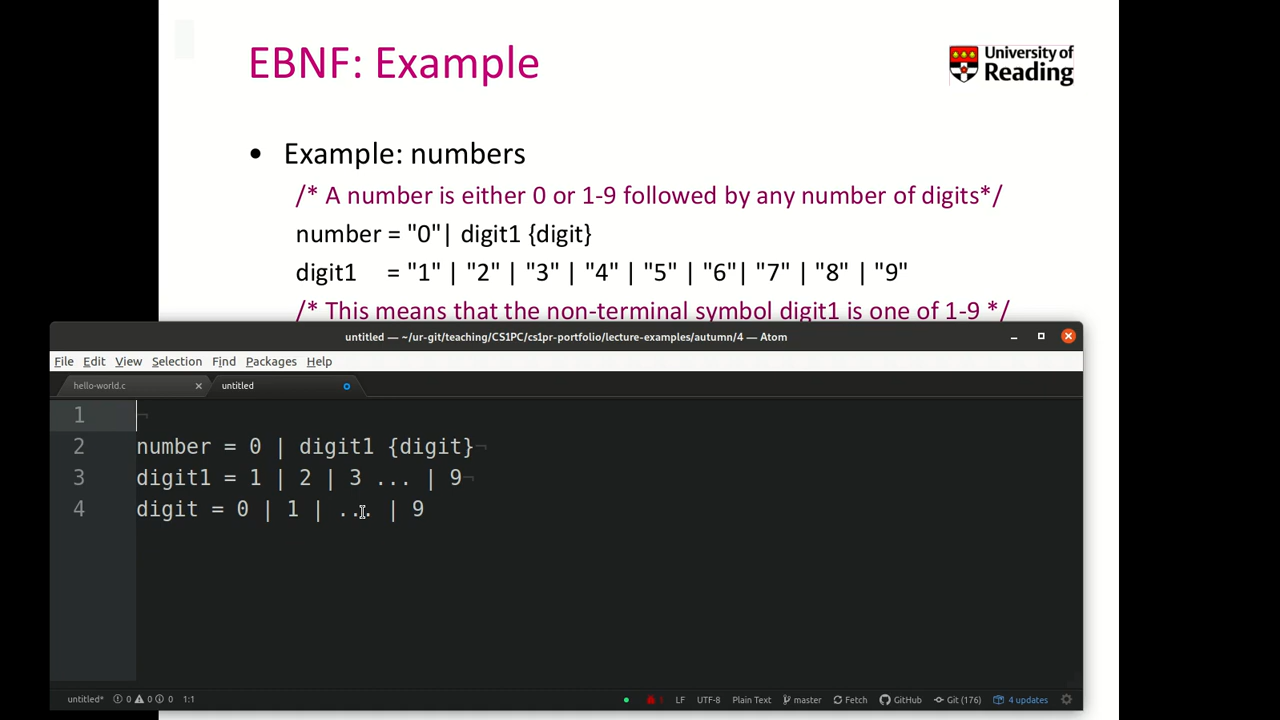 EBNF: Example
University of
Reading
• Example: numbers
/* A number is either 0 or 1-9 followed by any number of digits*/
number = "0"| digit1 {digit}
digit1 = "1" | "2" | "3" | "4" | "5" | "6"| "7" | "8" | "9"
/* This means that the non-terminal symbol digit1 is one of 1-9 */
untitled — ~/ur-git/teaching/CS1PC/cs1pr-portfolio/lecture-examples/autumn/4 — Atom
File Edit View Selection Find Packages Help
hello-world.c untitled
1
2 number = 0 | digit1 {digit}
3 digit1 = 1 | 2 | 3 ... | 9
4 digit = 0 | 1 | ... | 9
untitled* 0 0 0 1:1 1 LF UTF-8 Plain Text master Fetch GitHub Git (176) 4 updates